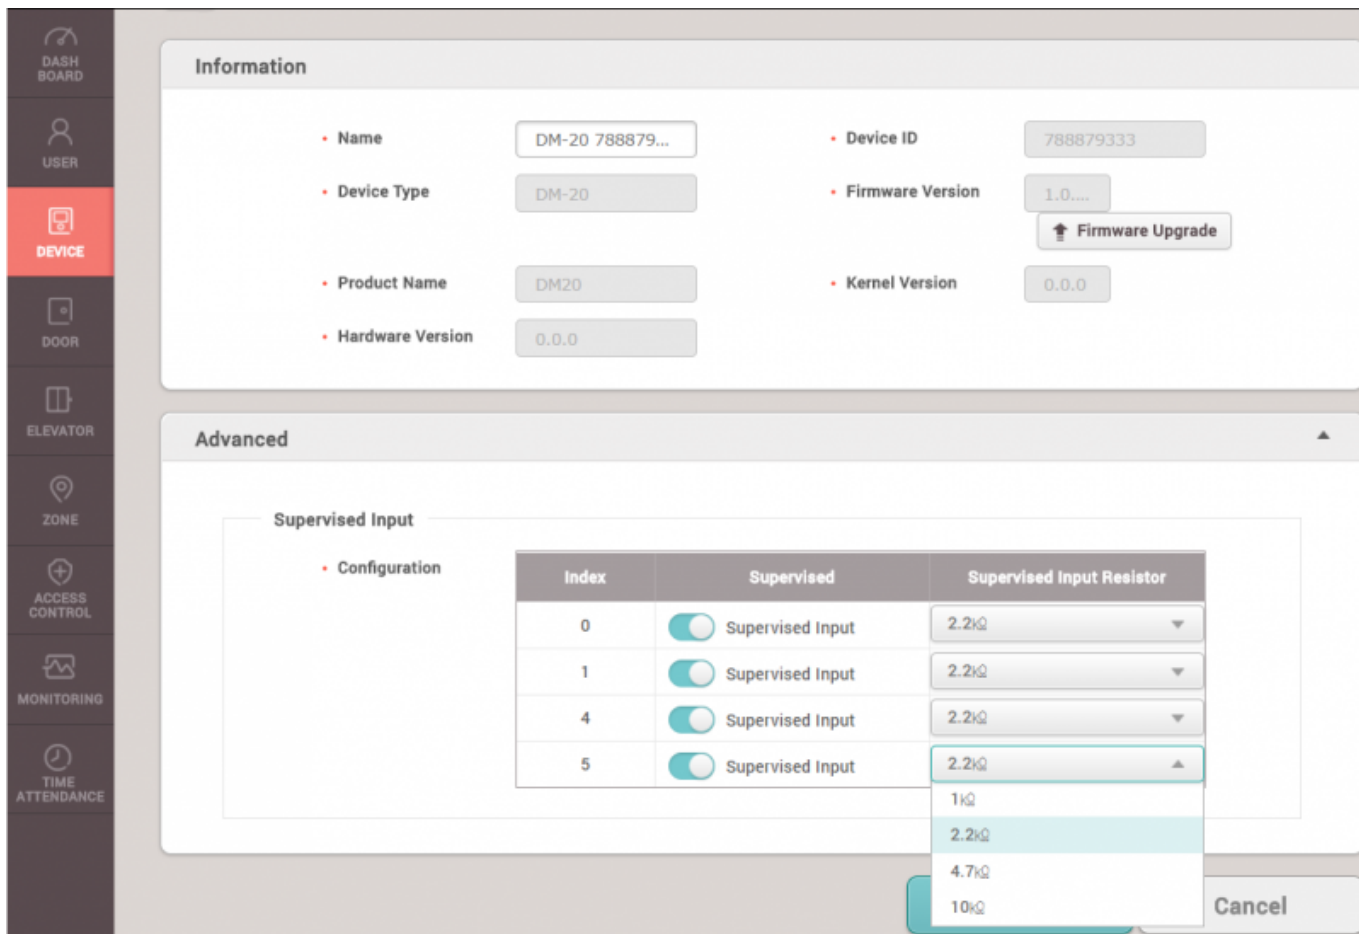 DASH
BOARD
USER
DEVICE
DOOR
ELEVATOR
ZONE
ACCESS
CONTROL
MONITORING
TIME
ATTENDANCE
Information
• Name
DM-20 788879...
• Device ID
788879333
• Device Type
DM-20
• Firmware Version
1.0....
Firmware Upgrade
• Product Name
DM20
• Kernel Version
0.0.0
• Hardware Version
0.0.0
Advanced
Supervised Input
• Configuration
Index Supervised Supervised Input Resistor
0 Supervised Input 2.2kΩ
1 Supervised Input 2.2kΩ
4 Supervised Input 2.2kΩ
5 Supervised Input 2.2kΩ
1kΩ
2.2kΩ
4.7kΩ
10kΩ
Cancel